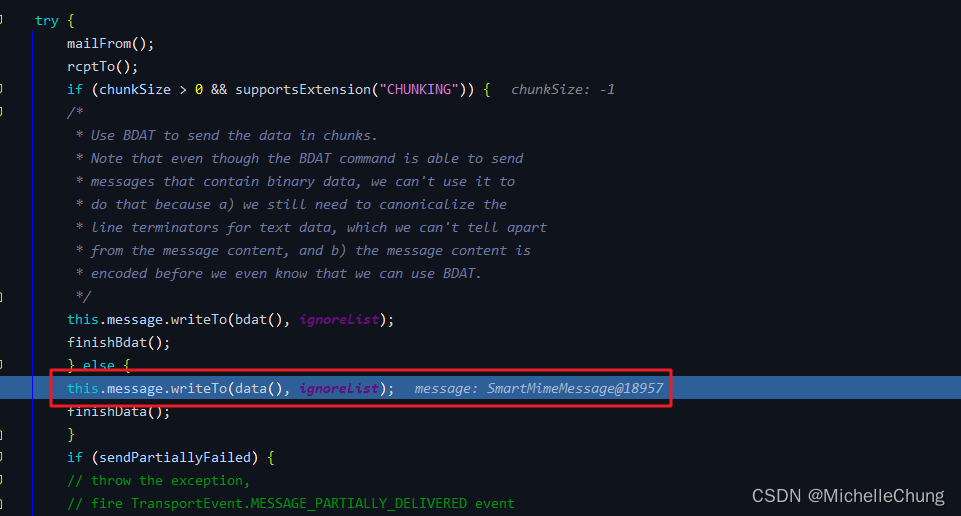 try {
mailFrom();
rcptTo();
if (chunkSize > 0 && supportsExtension("CHUNKING")) { chunkSize: -1
/*
* Use BDAT to send the data in chunks.
* Note that even though the BDAT command is able to send
* messages that contain binary data, we can't use it to
* do that because a) we still need to canonicalize the
* line terminators for text data, which we can't tell apart
* from the message content, and b) the message content is
* encoded before we even know that we can use BDAT.
*/
this.message.writeTo(bdat(), ignoreList);
finishBdat();
} else {
this.message.writeTo(data(), ignoreList); message: SmartMimeMessage@18957
finishData();
}
if (sendPartiallyFailed) {
// throw the exception,
// fire TransportEvent.MESSAGE_PARTIALLY_DELIVERED event
CSDN @MichelleChung